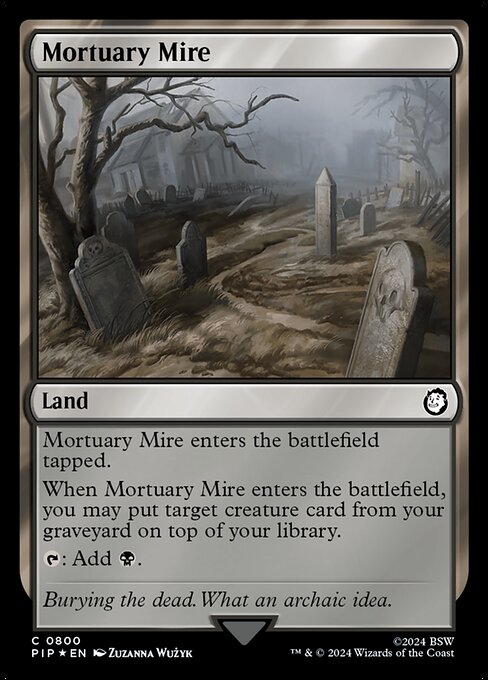 Mortuary Mire
Land
Mortuary Mire enters the battlefield
tapped.
When Mortuary Mire enters the battlefield,
you may put target creature card from your
graveyard on top of your library.
: Add .
Burying the dead. What an archaic idea.
C 0800
PIP★EN Zuzanna Wużyk
©2024 BSW
™ & © 2024 Wizards of the Coast